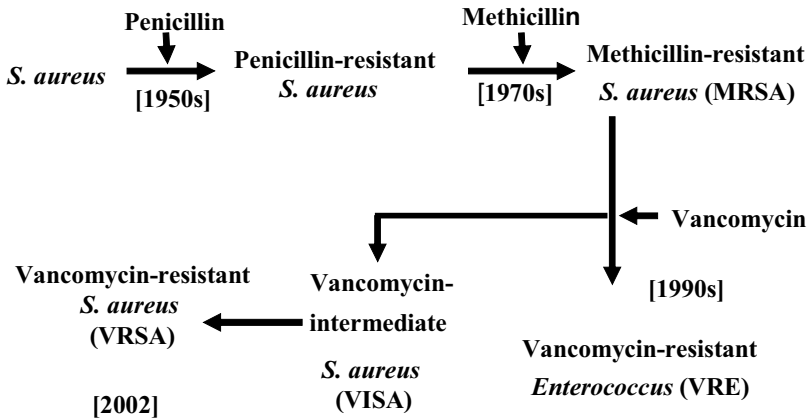 Penicillin
Methicillin
S. aureus
Penicillin-resistant
S. aureus
Methicillin-resistant
S. aureus (MRSA)
[1950s]
[1970s]
Vancomycin
Vancomycin-resistant
S. aureus
(VRSA)
[2002]
Vancomycin-
intermediate
S. aureus
(VISA)
[1990s]
Vancomycin-resistant
Enterococcus (VRE)